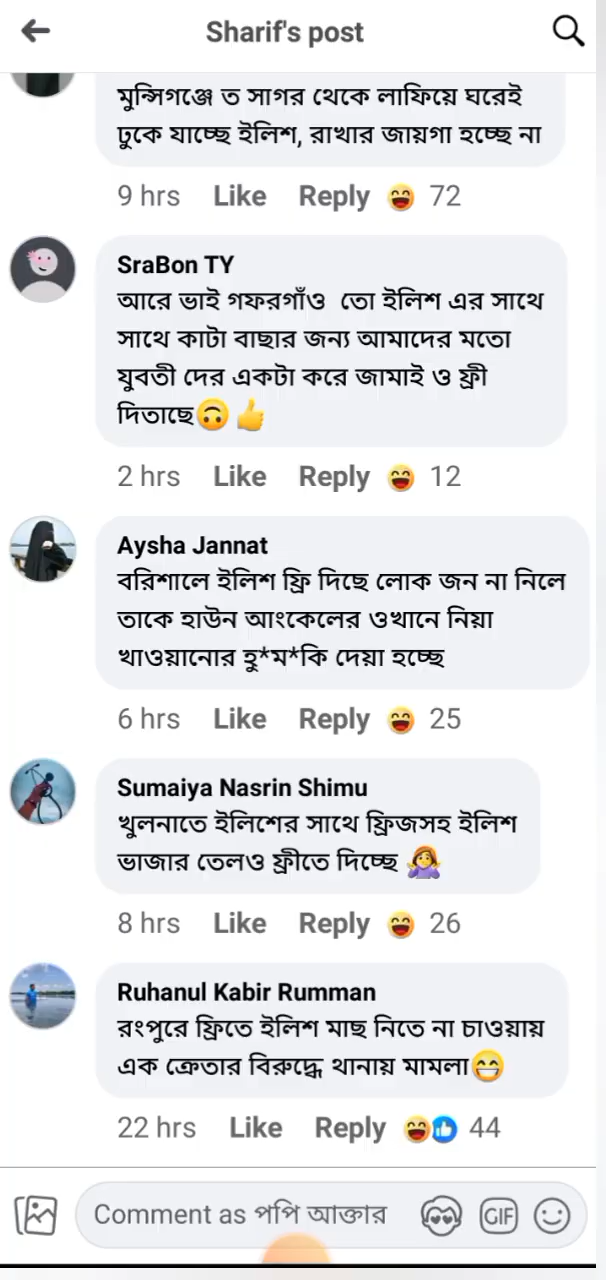 Sharif's post
মুন্সিগঞ্জে ত সাগর থেকে লাফিয়ে ঘরেই
ঢুকে যাচ্ছে ইলিশ, রাখার জায়গা হচ্ছে না
9 hrs Like Reply 😆 72
SraBon TY
আরে ভাই গফরগাঁও তো ইলিশ এর সাথে
সাথে কাটা বাছার জন্য আমাদের মতো
যুবতী দের একটা করে জামাই ও ফ্রী
দিতাছে🙃👍
2 hrs Like Reply 😆 12
Aysha Jannat
বরিশালে ইলিশ ফ্রি দিছে লোক জন না নিলে
তাকে হাউন আংকেলের ওখানে নিয়া
খাওয়ানোর হু*ম*কি দেয়া হচ্ছে
6 hrs Like Reply 😆 25
Sumaiya Nasrin Shimu
খুলনাতে ইলিশের সাথে ফ্রিজসহ ইলিশ
ভাজার তেলও ফ্রীতে দিচ্ছে 🤷‍♀️
8 hrs Like Reply 😆 26
Ruhanul Kabir Rumman
রংপুরে ফ্রিতে ইলিশ মাছ নিতে না চাওয়ায়
এক ক্রেতার বিরুদ্ধে থানায় মামলা😁
22 hrs Like Reply 😆👍 44
Comment as পপি আক্তার GIF